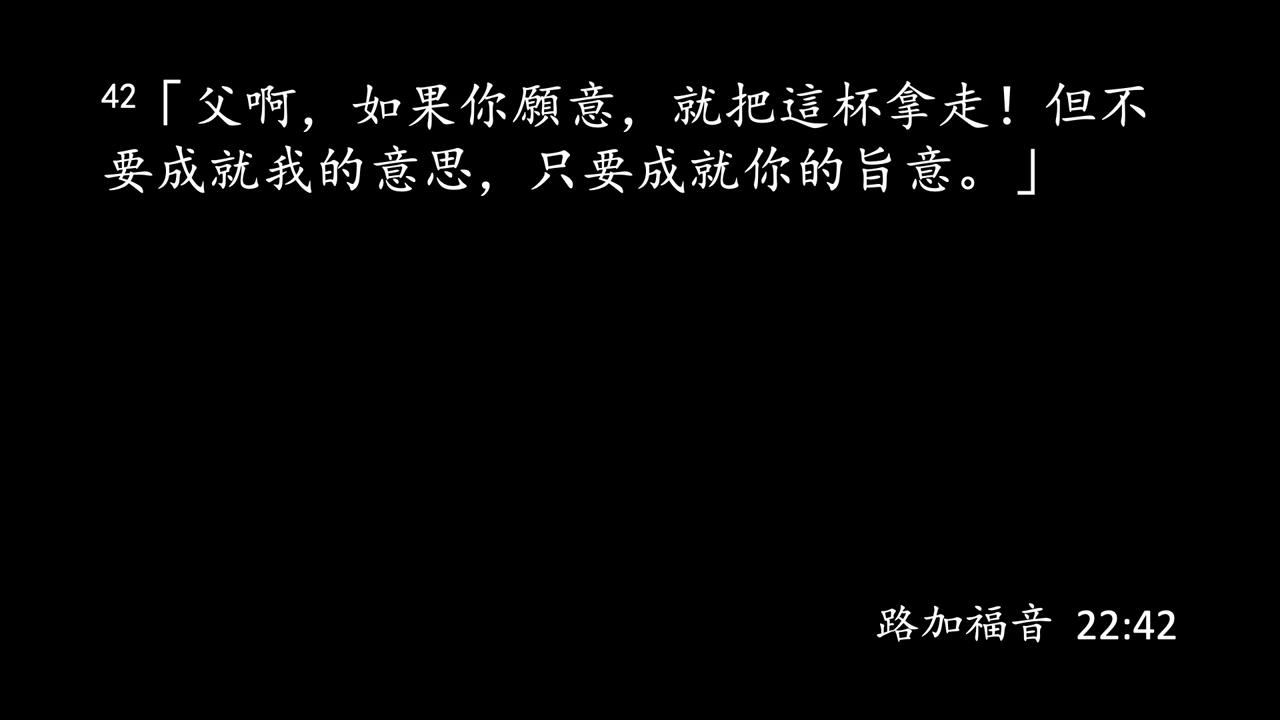 42「父啊，如果你願意，就把這杯拿走！但不
要成就我的意思，只要成就你的旨意。」
路加福音 22:42